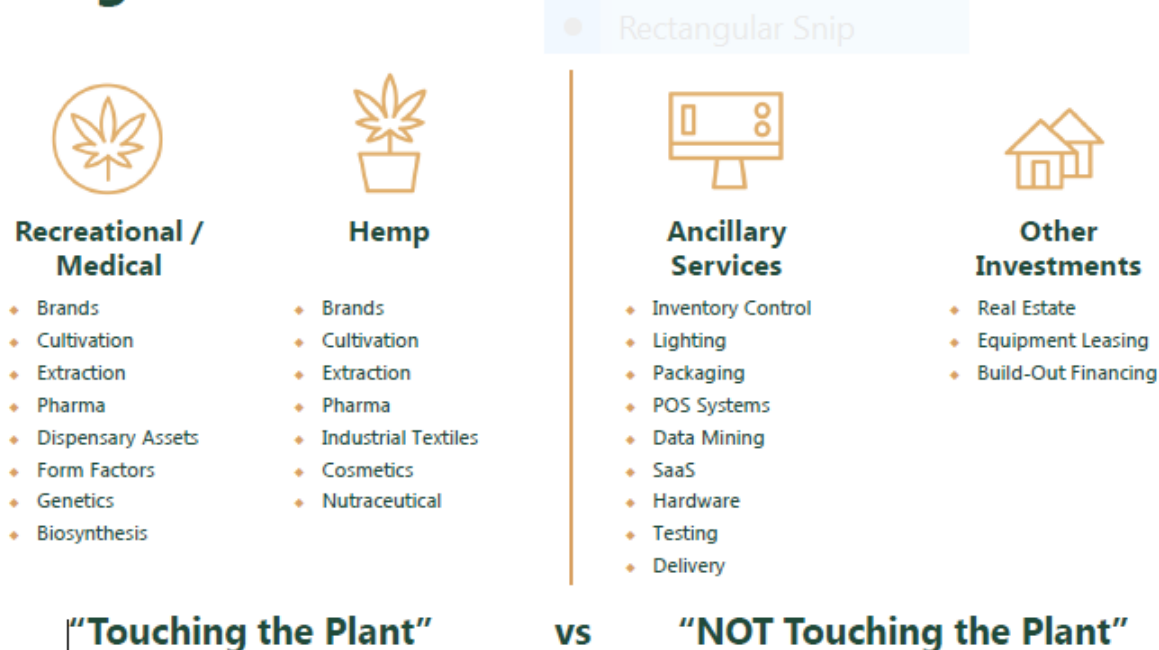 Rectangular Snip
Recreational /
Medical
Brands
Cultivation
Extraction
Pharma
Dispensary Assets
Form Factors
Genetics
Biosynthesis
Hemp
Brands
Cultivation
Extraction
Pharma
Industrial Textiles
Cosmetics
Nutraceutical
Ancillary
Services
Inventory Control
Lighting
Packaging
POS Systems
Data Mining
SaaS
Hardware
Testing
Delivery
Other
Investments
Real Estate
Equipment Leasing
Build-Out Financing
“Touching the Plant” vs “NOT Touching the Plant”